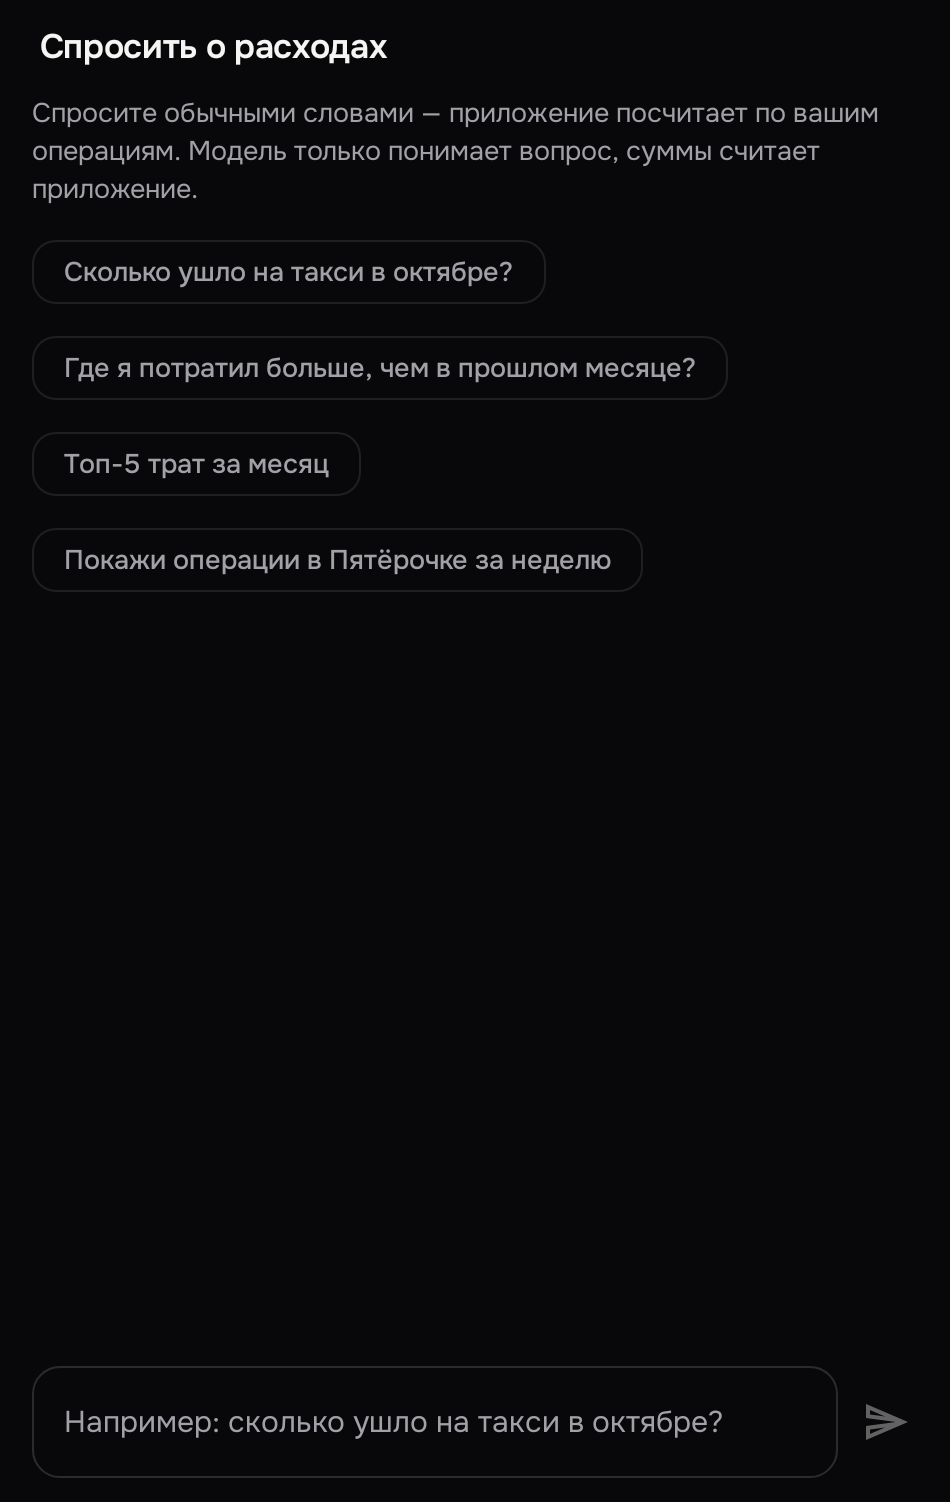 Спросить о расходах
Спросите обычными словами — приложение посчитает по вашим
операциям. Модель только понимает вопрос, суммы считает
приложение.
Сколько ушло на такси в октябре?
Где я потратил больше, чем в прошлом месяце?
Топ-5 трат за месяц
Покажи операции в Пятёрочке за неделю
Например: сколько ушло на такси в октябре?